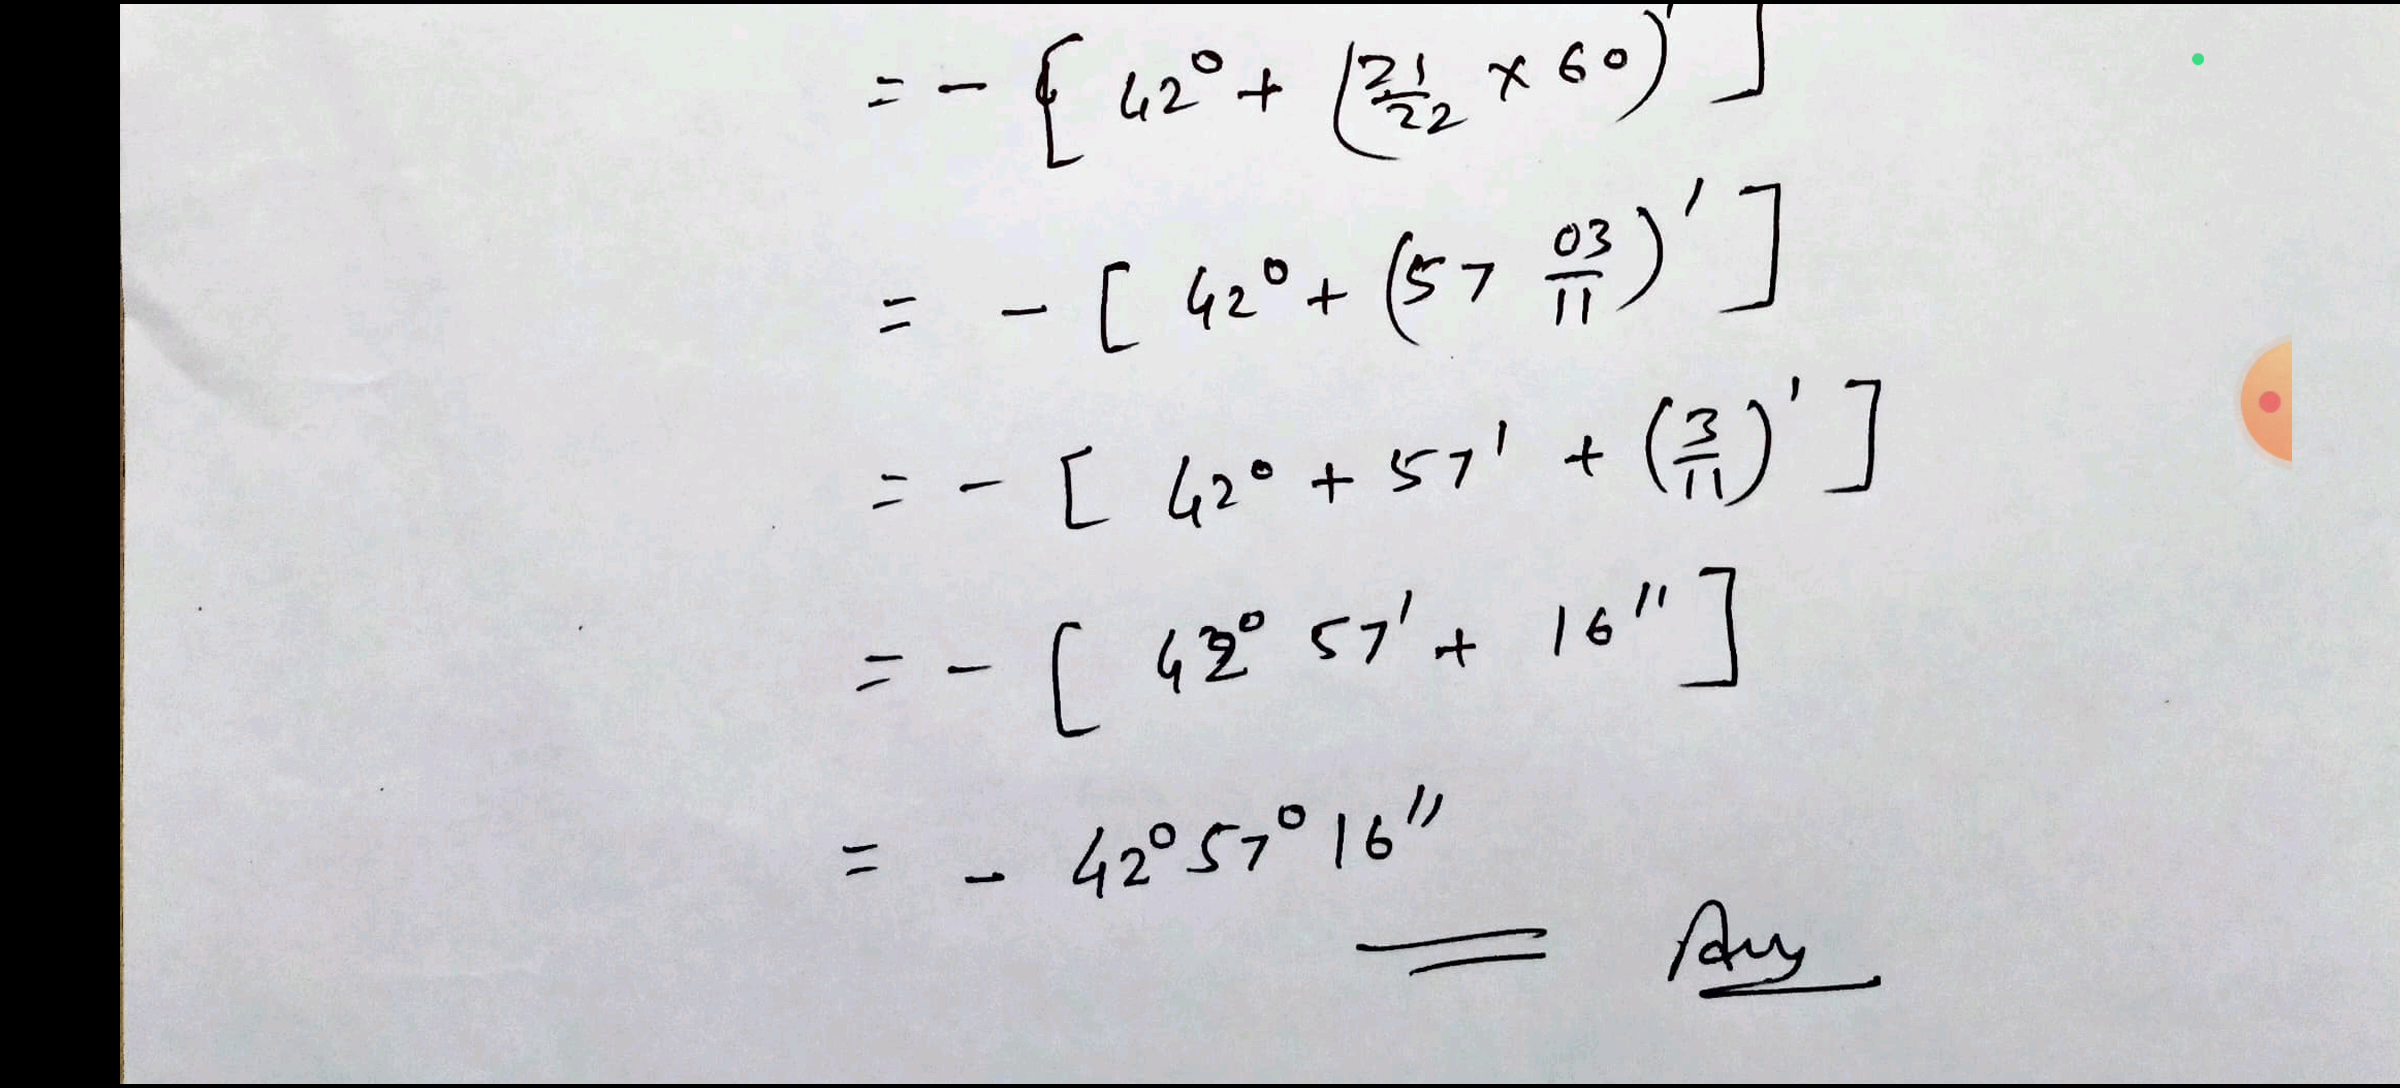 = - [ 42° + (21/22 × 60)' ]
= - [ 42° + (57 03/11)' ]
= - [ 42° + 57' + (3/11)' ]
= - [ 42° 57' + 16" ]
= - 42° 57° 16"
Ans